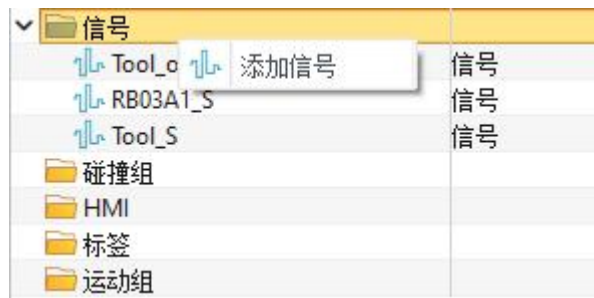 信号
Tool_o 添加信号 信号
RB03A1_S 信号
Tool_S 信号
碰撞组
HMI
标签
运动组